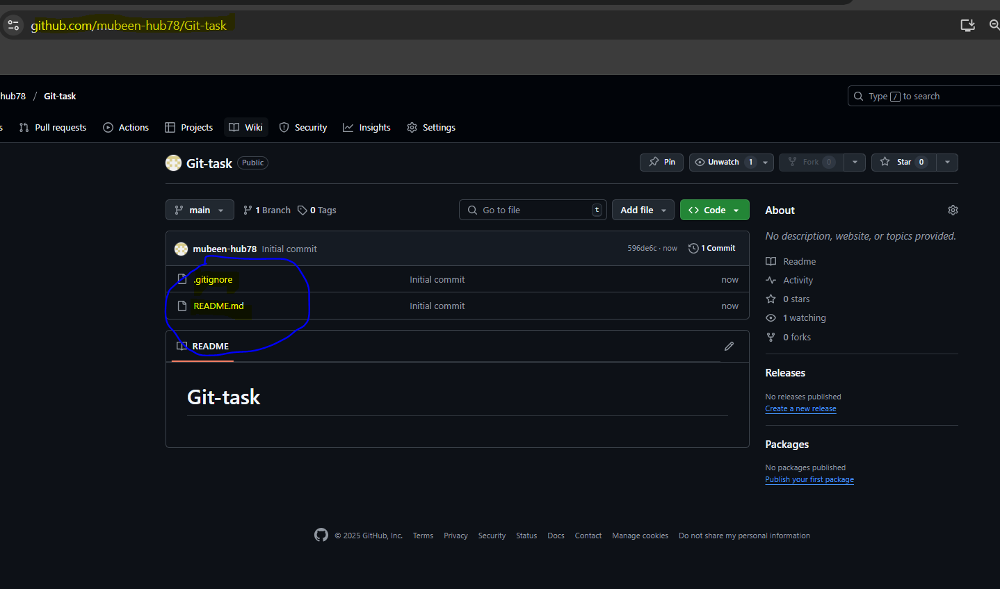 github.com/mubeen-hub78/Git-task
hub78 / Git-task
Type / to search
s Pull requests Actions Projects Wiki Security Insights Settings
Git-task Public
Pin Unwatch 1 Fork 0 Star 0
main 1 Branch 0 Tags Go to file t Add file Code
mubeen-hub78 Initial commit 596de6c · now 1 Commit
.gitignore Initial commit now
README.md Initial commit now
README
Git-task
About
No description, website, or topics provided.
Readme
Activity
0 stars
1 watching
0 forks
Releases
No releases published
Create a new release
Packages
No packages published
Publish your first package
© 2025 GitHub, Inc. Terms Privacy Security Status Docs Contact Manage cookies Do not share my personal information